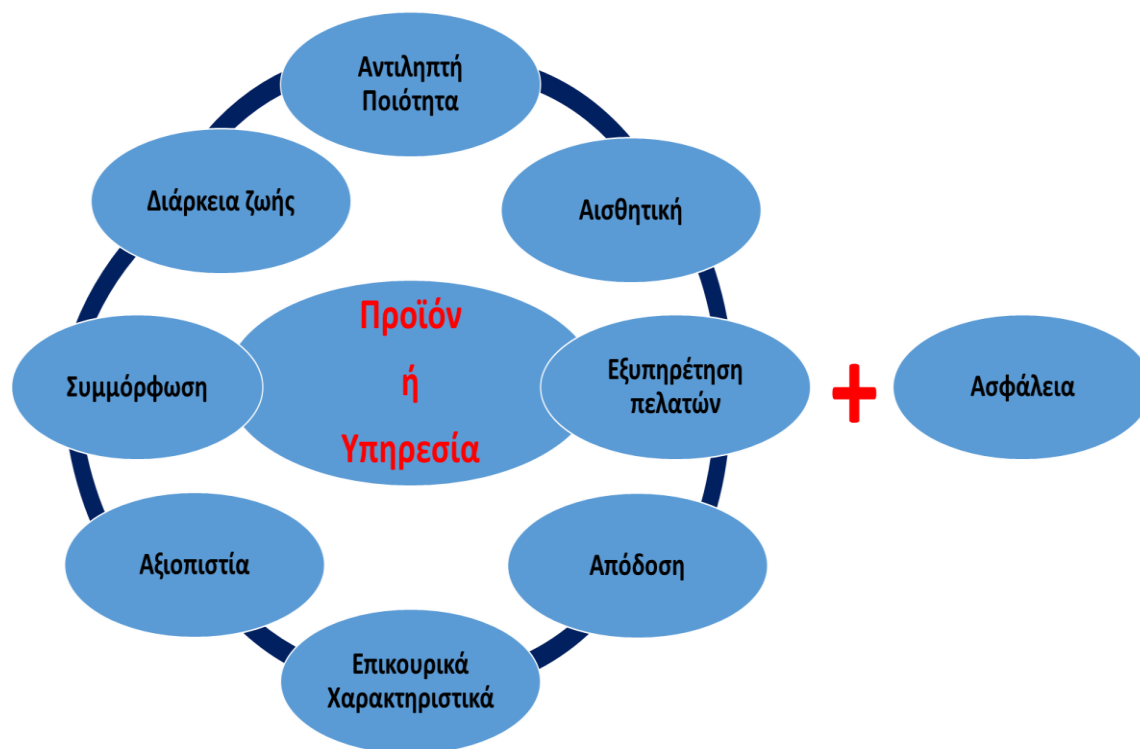 Αντιληπτή
Ποιότητα
Διάρκεια ζωής
Αισθητική
Προϊόν
ή
Υπηρεσία
Συμμόρφωση
Εξυπηρέτηση
πελατών
+
Ασφάλεια
Αξιοπιστία
Απόδοση
Επικουρικά
Χαρακτηριστικά